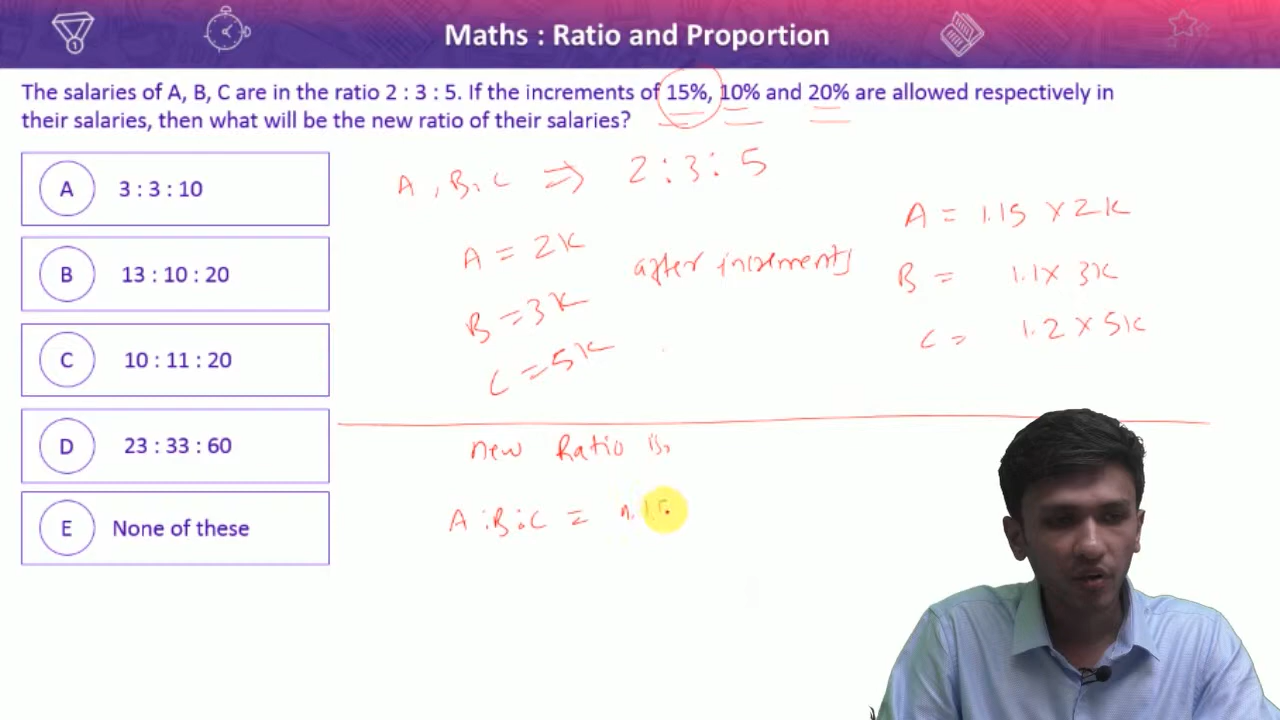 Maths : Ratio and Proportion
The salaries of A, B, C are in the ratio 2 : 3 : 5. If the increments of 15%, 10% and 20% are allowed respectively in
their salaries, then what will be the new ratio of their salaries?
A 3 : 3 : 10
B 13 : 10 : 20
C 10 : 11 : 20
D 23 : 33 : 60
E None of these
A, B, C ⇒ 2 : 3 : 5
A = 2K
B = 3K
C = 5K
after increments
A = 1.15 × 2K
B = 1.1 × 3K
C = 1.2 × 5K
new Ratio is,
A : B : C =